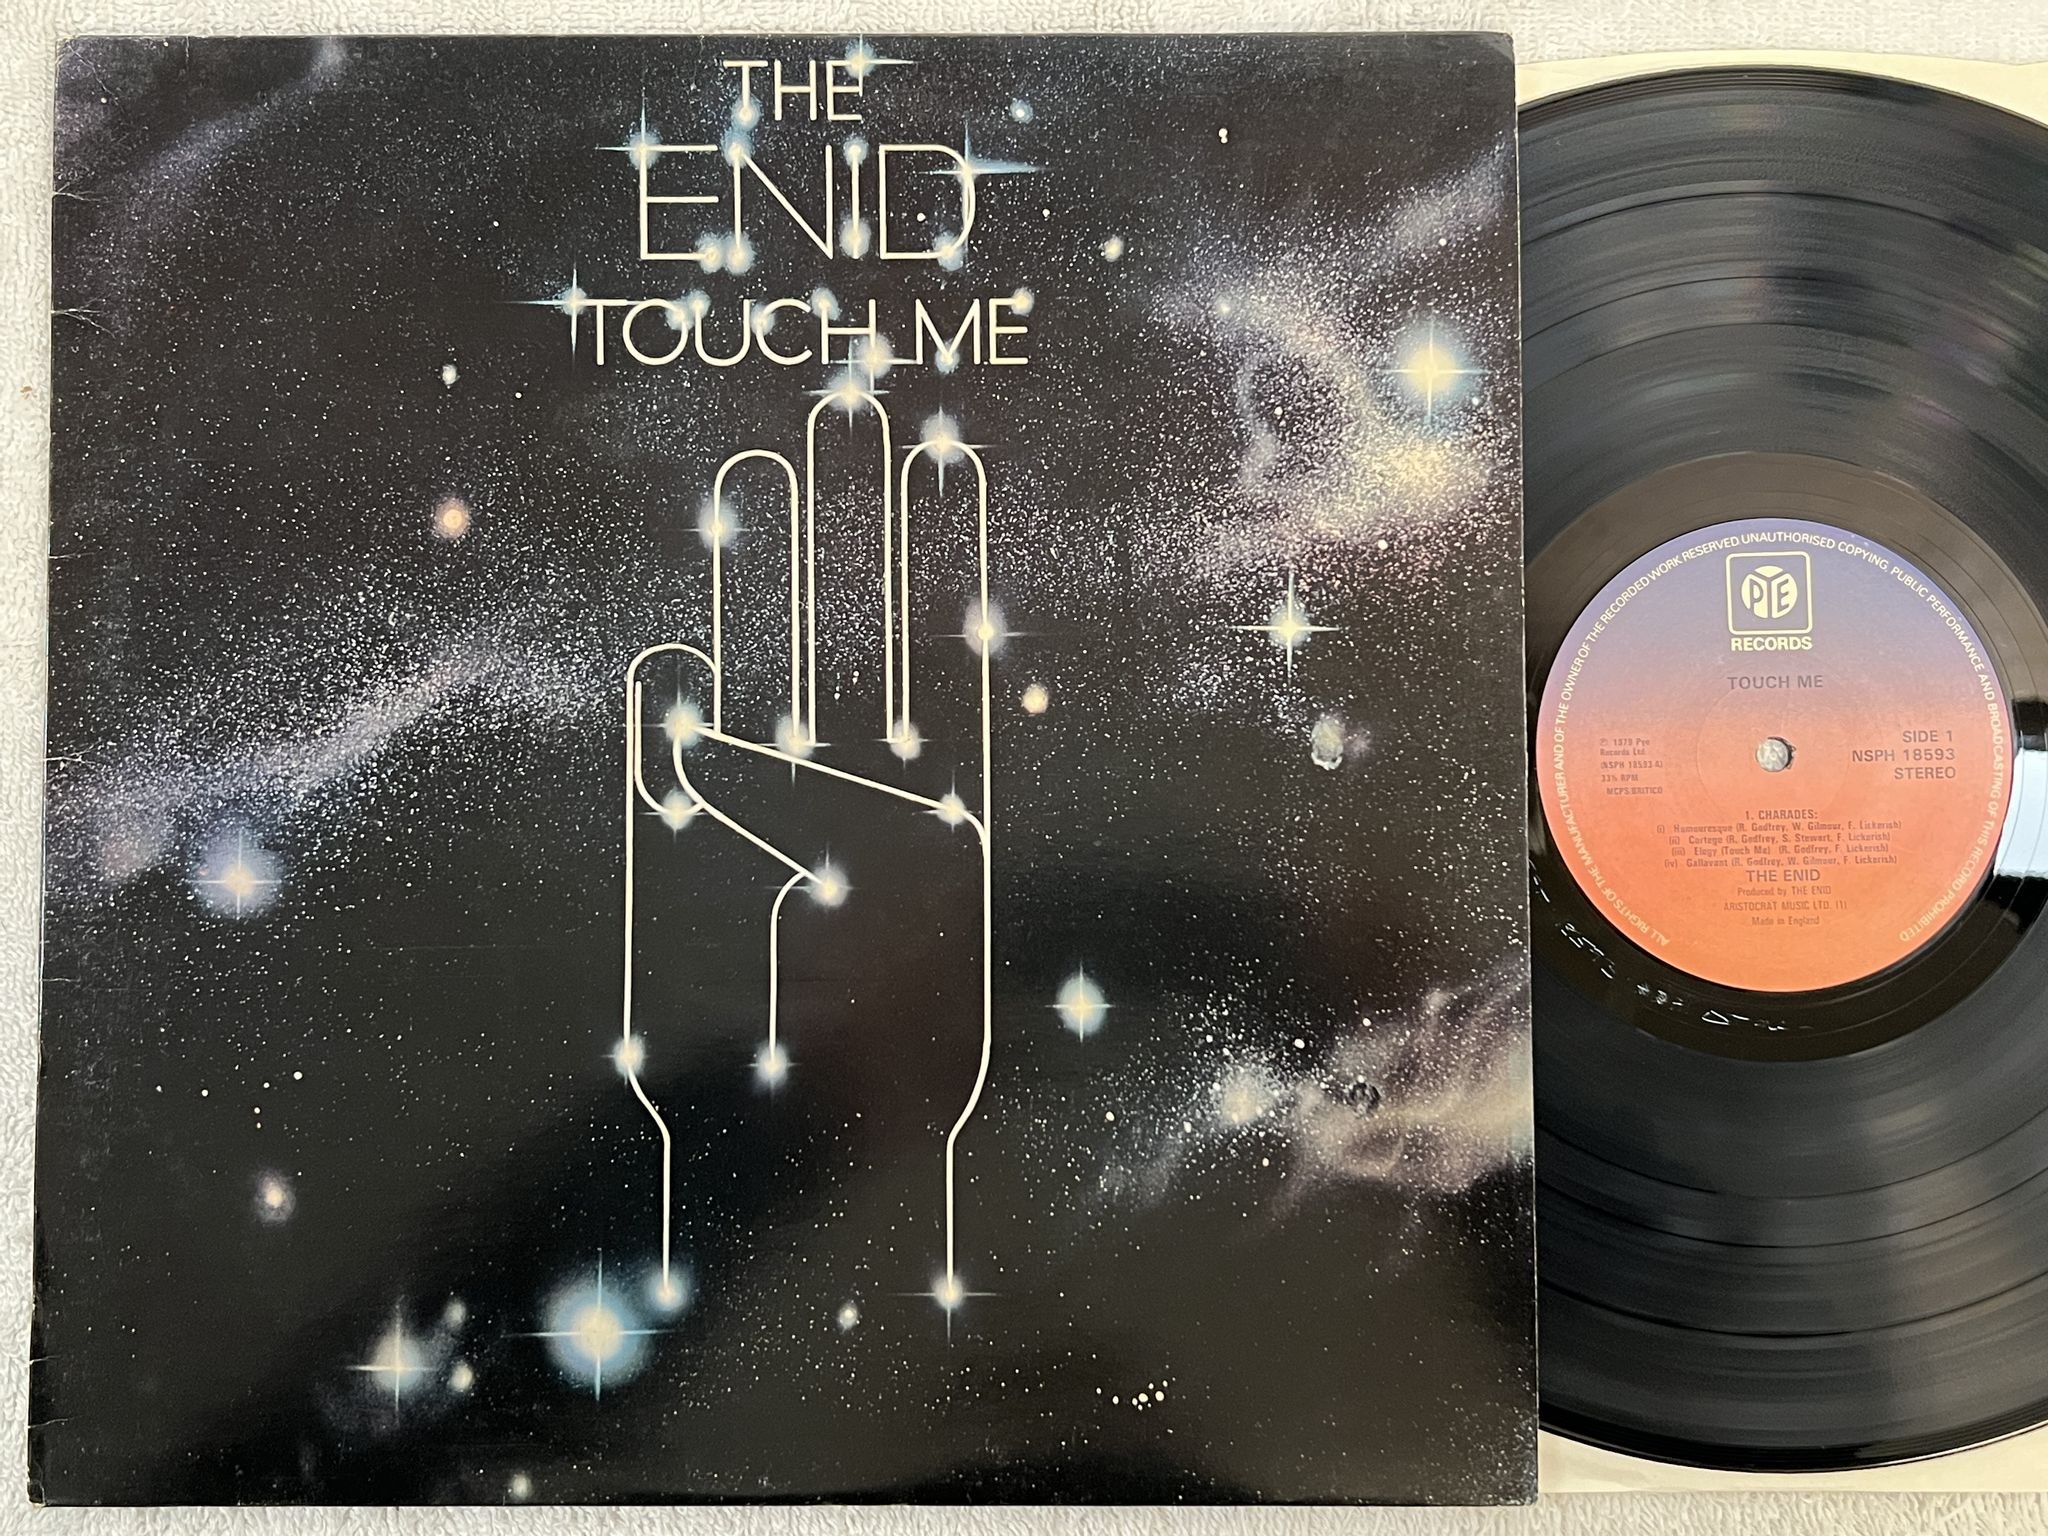 THE
ENID
TOUCH ME
ALL RIGHTS OF THE MANUFACTURER AND OF THE OWNER OF THE RECORDED WORK RESERVED UNAUTHORISED COPYING, PUBLIC PERFORMANCE AND BROADCASTING OF THIS RECORD PROHIBITED
PYE
RECORDS
TOUCH ME
℗ 1979 Pye
Records Ltd.
(NSPH 18593 A)
33⅓ RPM
MCPS/BRITICO
SIDE 1
NSPH 18593
STEREO
1. CHARADES:
(i) Humouresque (R. Godfrey, W. Gilmour, F. Lickerish)
(ii) Cortege (R. Godfrey, S. Stewart, F. Lickerish)
(iii) Elegy (Touch Me) (R. Godfrey, F. Lickerish)
(iv) Gallavant (R. Godfrey, W. Gilmour, F. Lickerish)
THE ENID
Produced by THE ENID
ARISTOCRAT MUSIC LTD. (1)
Made in England